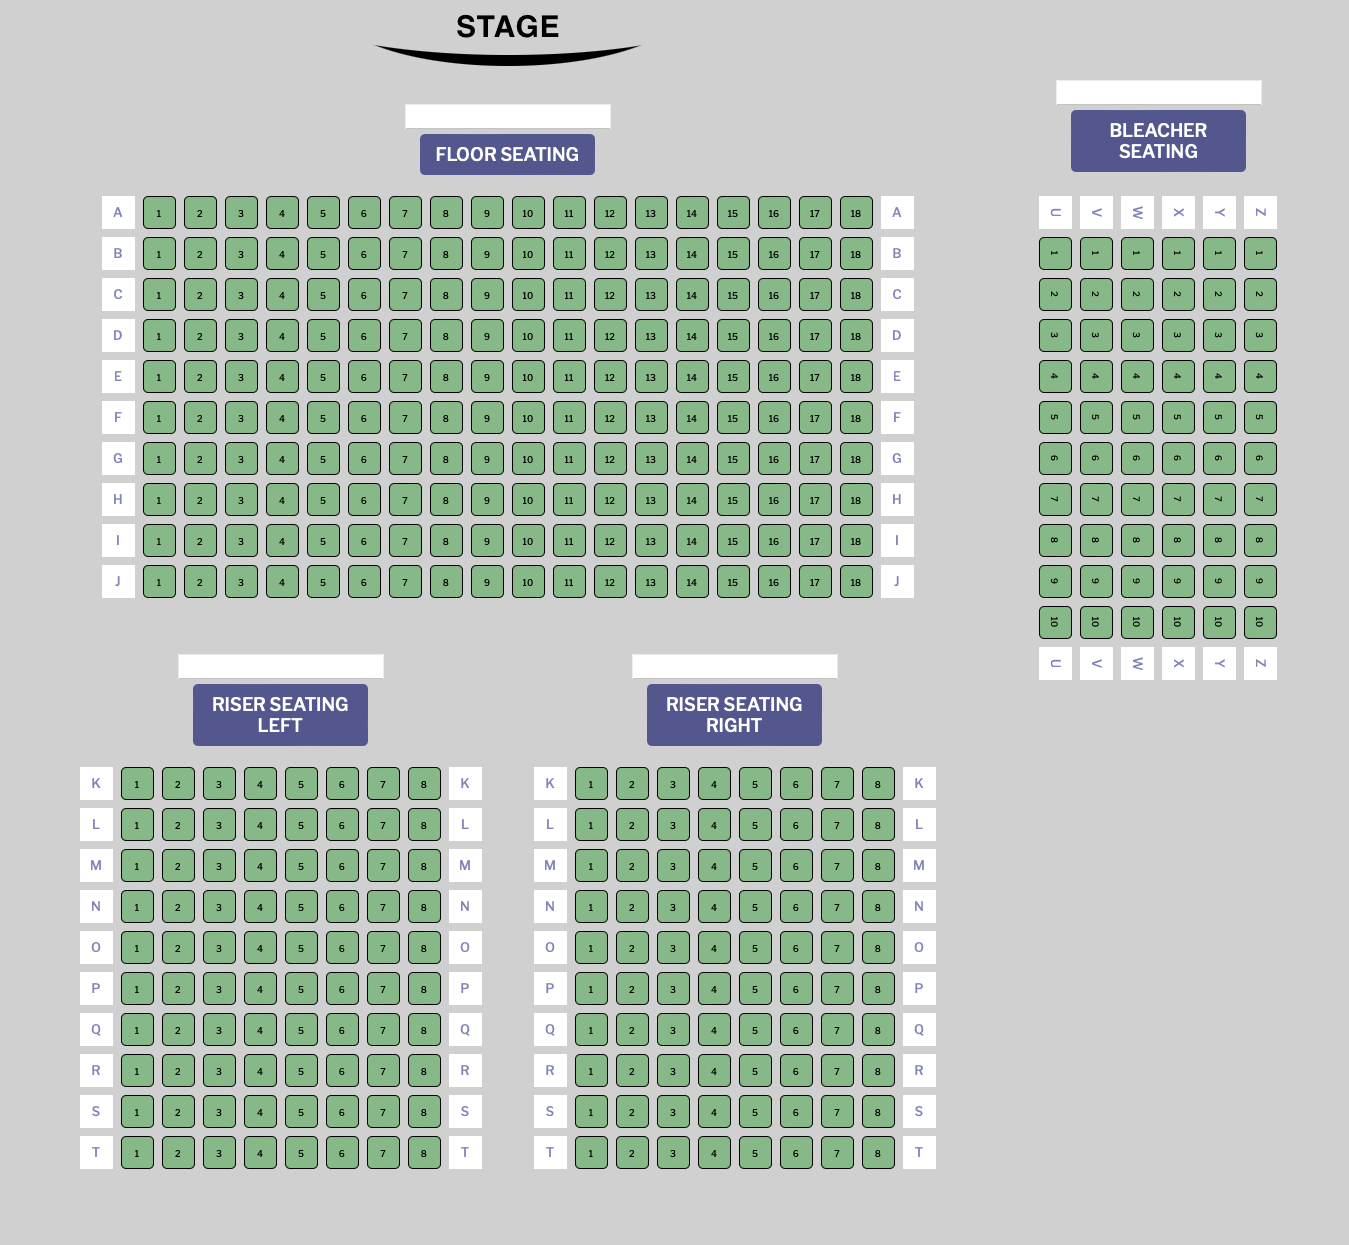 STAGE
FLOOR SEATING
A 1 2 3 4 5 6 7 8 9 10 11 12 13 14 15 16 17 18 A
B 1 2 3 4 5 6 7 8 9 10 11 12 13 14 15 16 17 18 B
C 1 2 3 4 5 6 7 8 9 10 11 12 13 14 15 16 17 18 C
D 1 2 3 4 5 6 7 8 9 10 11 12 13 14 15 16 17 18 D
E 1 2 3 4 5 6 7 8 9 10 11 12 13 14 15 16 17 18 E
F 1 2 3 4 5 6 7 8 9 10 11 12 13 14 15 16 17 18 F
G 1 2 3 4 5 6 7 8 9 10 11 12 13 14 15 16 17 18 G
H 1 2 3 4 5 6 7 8 9 10 11 12 13 14 15 16 17 18 H
I 1 2 3 4 5 6 7 8 9 10 11 12 13 14 15 16 17 18 I
J 1 2 3 4 5 6 7 8 9 10 11 12 13 14 15 16 17 18 J
BLEACHER
SEATING
U V W X Y Z
1 1 1 1 1 1
2 2 2 2 2 2
3 3 3 3 3 3
4 4 4 4 4 4
5 5 5 5 5 5
6 6 6 6 6 6
7 7 7 7 7 7
8 8 8 8 8 8
9 9 9 9 9 9
10 10 10 10 10 10
U V W X Y Z
RISER SEATING
LEFT
K 1 2 3 4 5 6 7 8 K
L 1 2 3 4 5 6 7 8 L
M 1 2 3 4 5 6 7 8 M
N 1 2 3 4 5 6 7 8 N
O 1 2 3 4 5 6 7 8 O
P 1 2 3 4 5 6 7 8 P
Q 1 2 3 4 5 6 7 8 Q
R 1 2 3 4 5 6 7 8 R
S 1 2 3 4 5 6 7 8 S
T 1 2 3 4 5 6 7 8 T
RISER SEATING
RIGHT
K 1 2 3 4 5 6 7 8 K
L 1 2 3 4 5 6 7 8 L
M 1 2 3 4 5 6 7 8 M
N 1 2 3 4 5 6 7 8 N
O 1 2 3 4 5 6 7 8 O
P 1 2 3 4 5 6 7 8 P
Q 1 2 3 4 5 6 7 8 Q
R 1 2 3 4 5 6 7 8 R
S 1 2 3 4 5 6 7 8 S
T 1 2 3 4 5 6 7 8 T